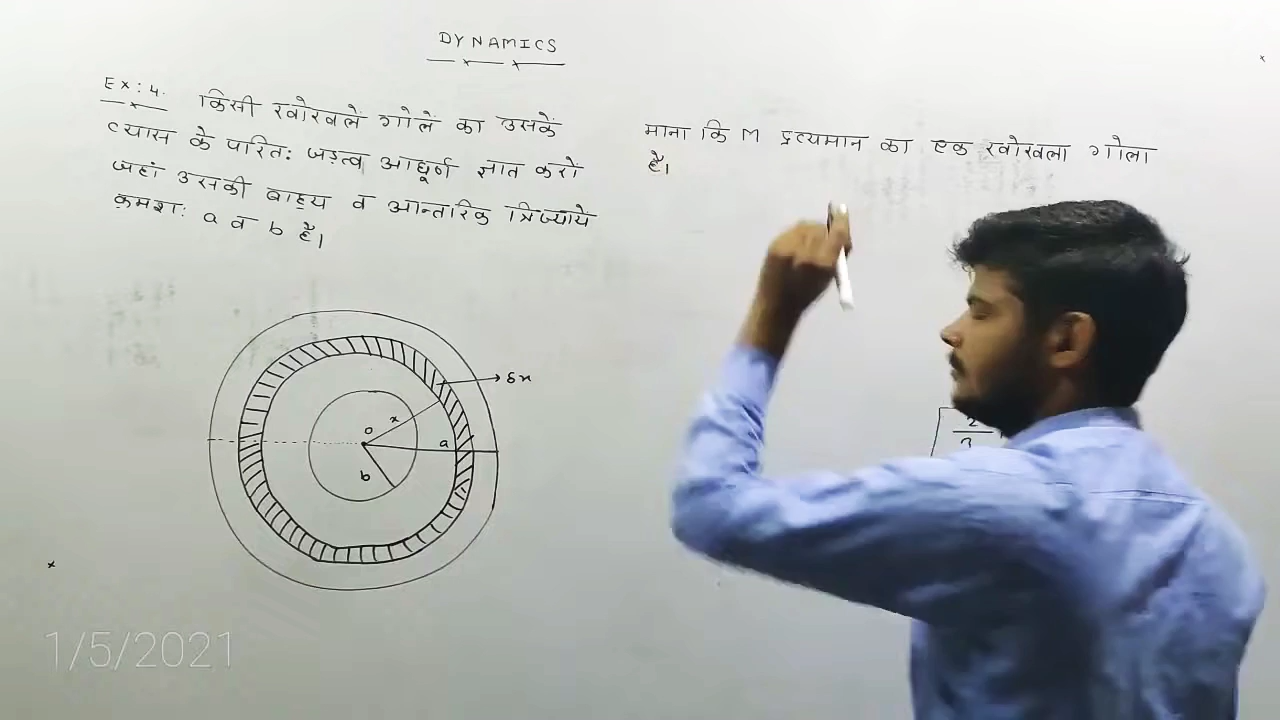 DYNAMICS
Ex: 4. किसी खोखलें गोलें का उसकें
व्यास के परित: जड़त्व आघूर्ण ज्ञात करों
जहां उसकी बाह्य व आन्तरिक त्रिज्याये
क्रमश: a व b है।
माना कि M द्रव्यमान का एक खोखला गोला
है।
δx
x
o
a
b
2
1/5/2021